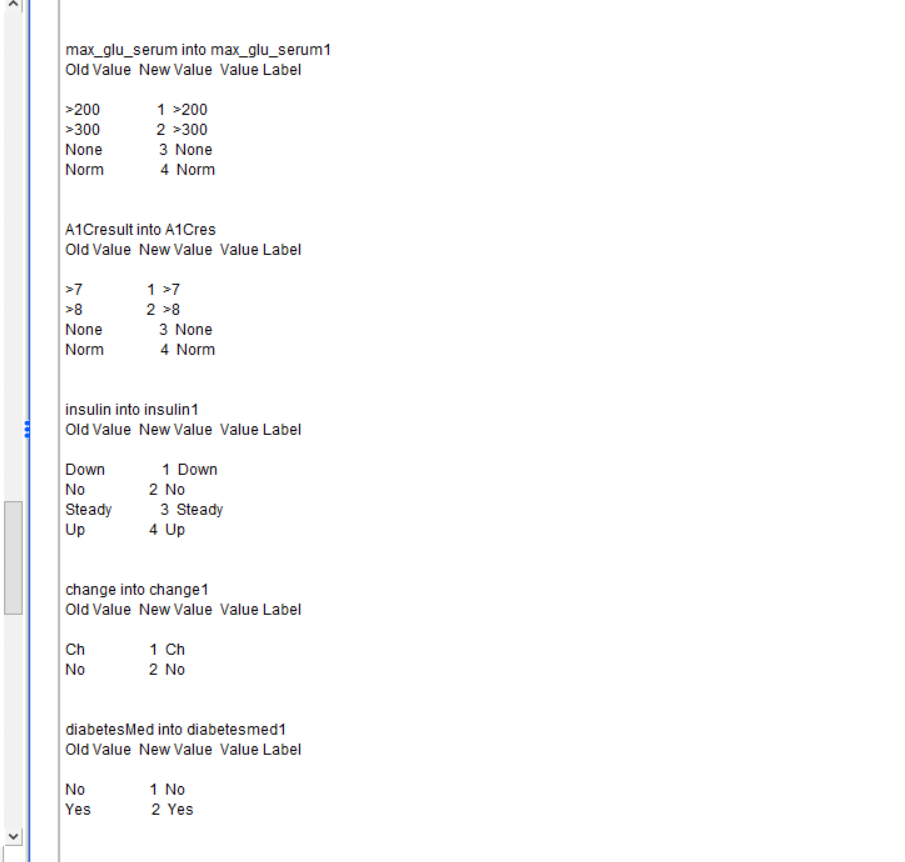 max_glu_serum into max_glu_serum1
Old Value New Value Value Label
>200 1 >200
>300 2 >300
None 3 None
Norm 4 Norm
A1Cresult into A1Cres
Old Value New Value Value Label
>7 1 >7
>8 2 >8
None 3 None
Norm 4 Norm
insulin into insulin1
Old Value New Value Value Label
Down 1 Down
No 2 No
Steady 3 Steady
Up 4 Up
change into change1
Old Value New Value Value Label
Ch 1 Ch
No 2 No
diabetesMed into diabetesmed1
Old Value New Value Value Label
No 1 No
Yes 2 Yes